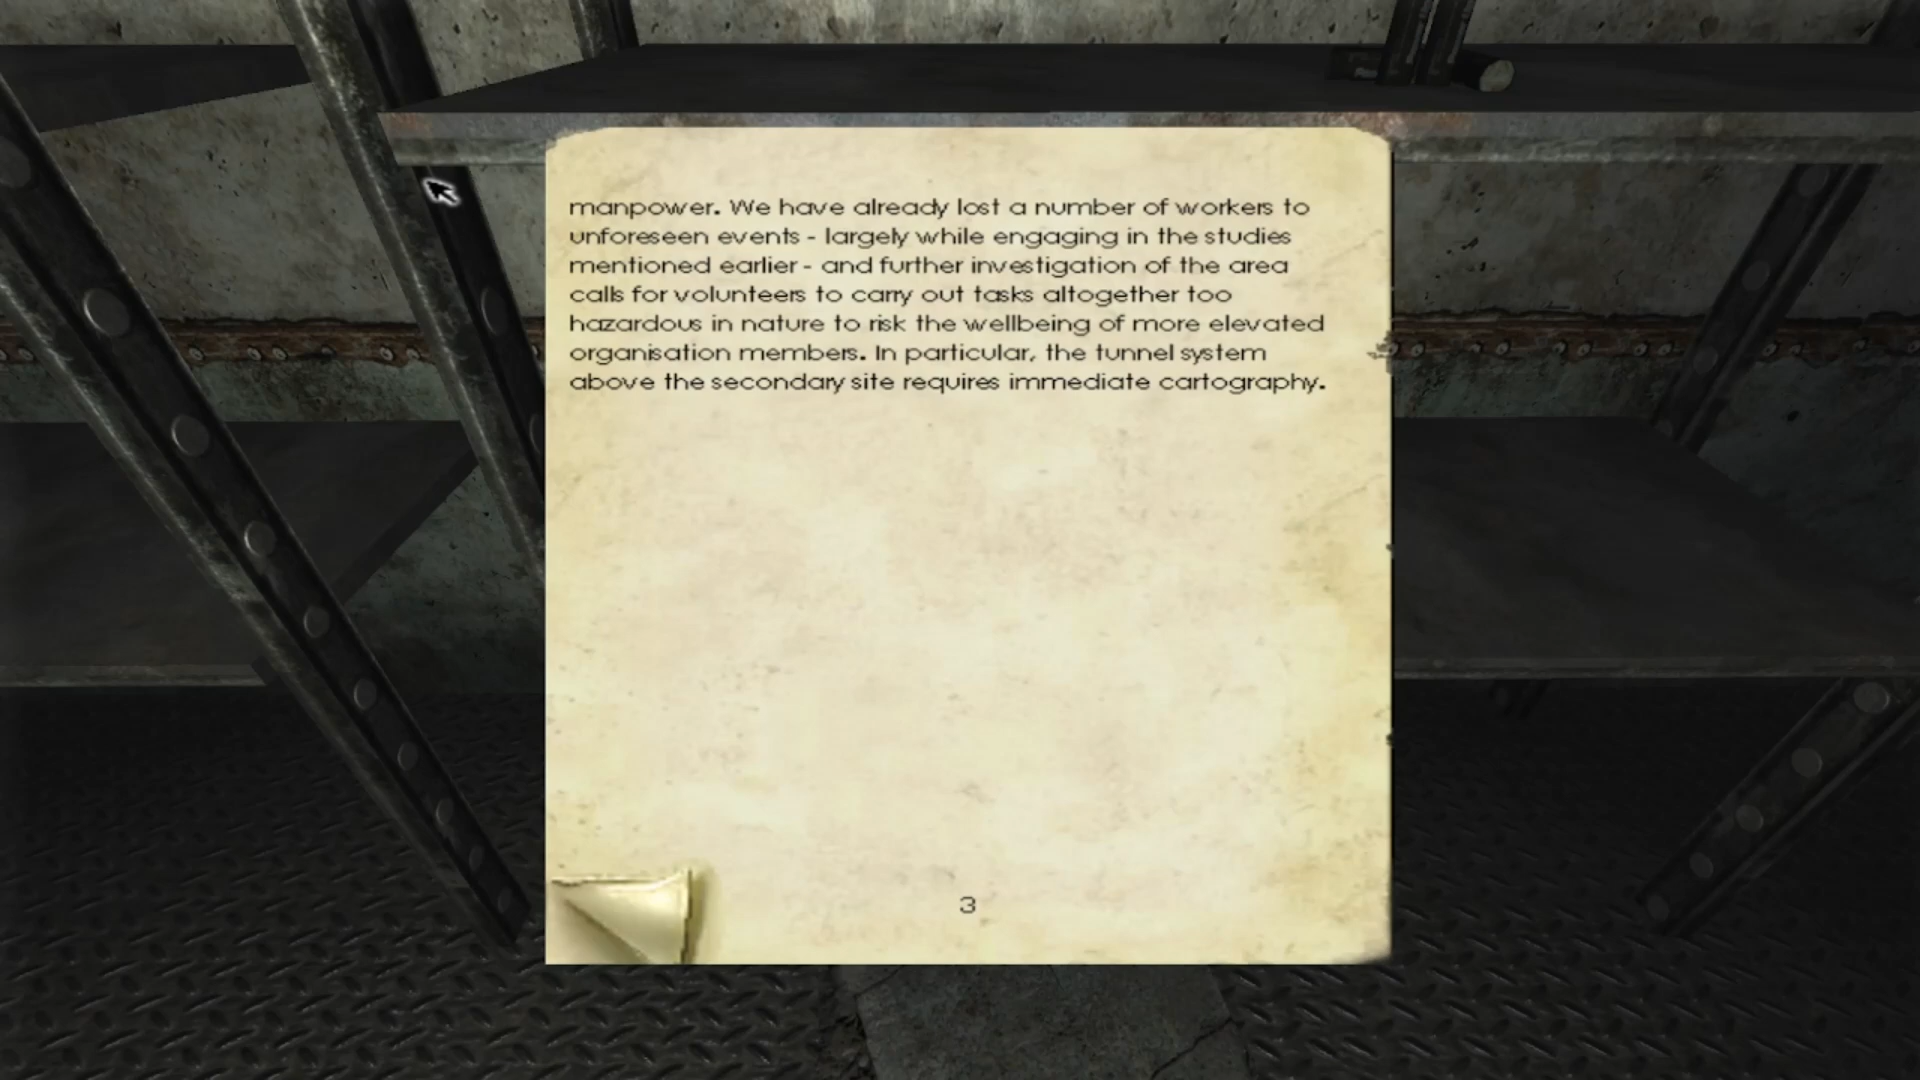 manpower. We have already lost a number of workers to
unforeseen events - largely while engaging in the studies
mentioned earlier - and further investigation of the area
calls for volunteers to carry out tasks altogether too
hazardous in nature to risk the wellbeing of more elevated
organisation members. In particular, the tunnel system
above the secondary site requires immediate cartography.
3